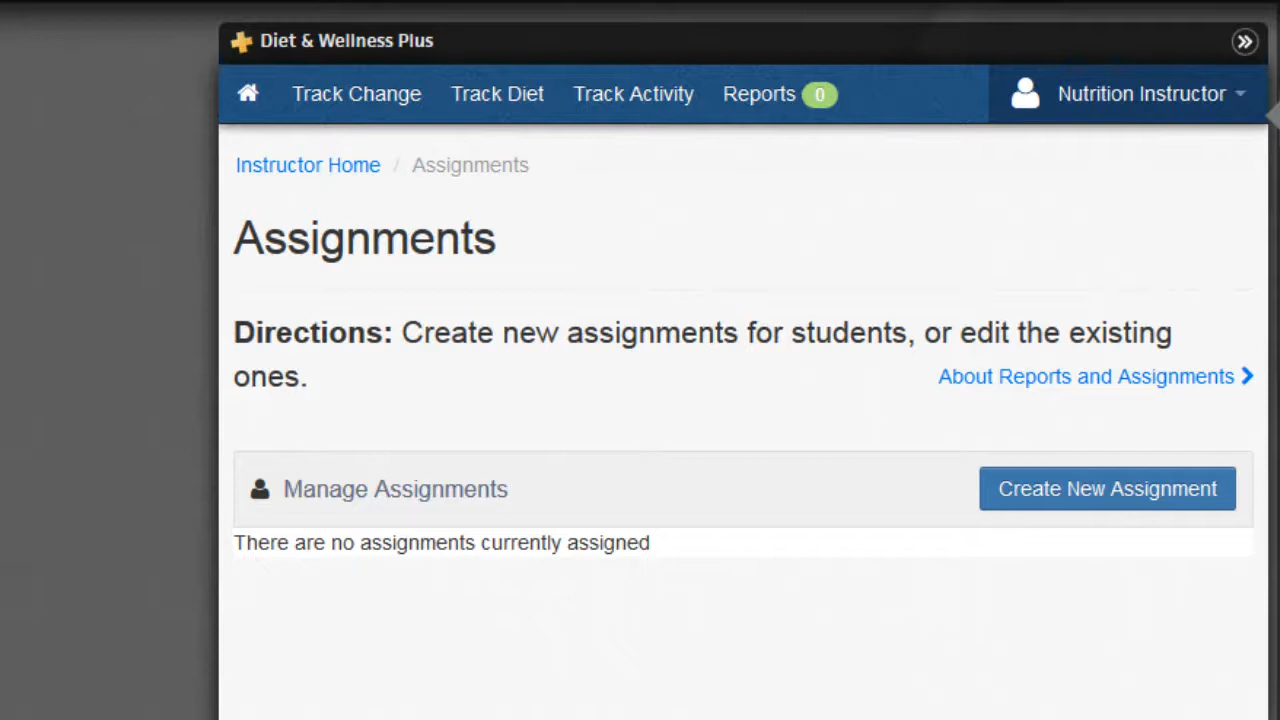 Diet & Wellness Plus
Track Change Track Diet Track Activity Reports 0 Nutrition Instructor
Instructor Home / Assignments
Assignments
Directions: Create new assignments for students, or edit the existing
ones. About Reports and Assignments
Manage Assignments Create New Assignment
There are no assignments currently assigned